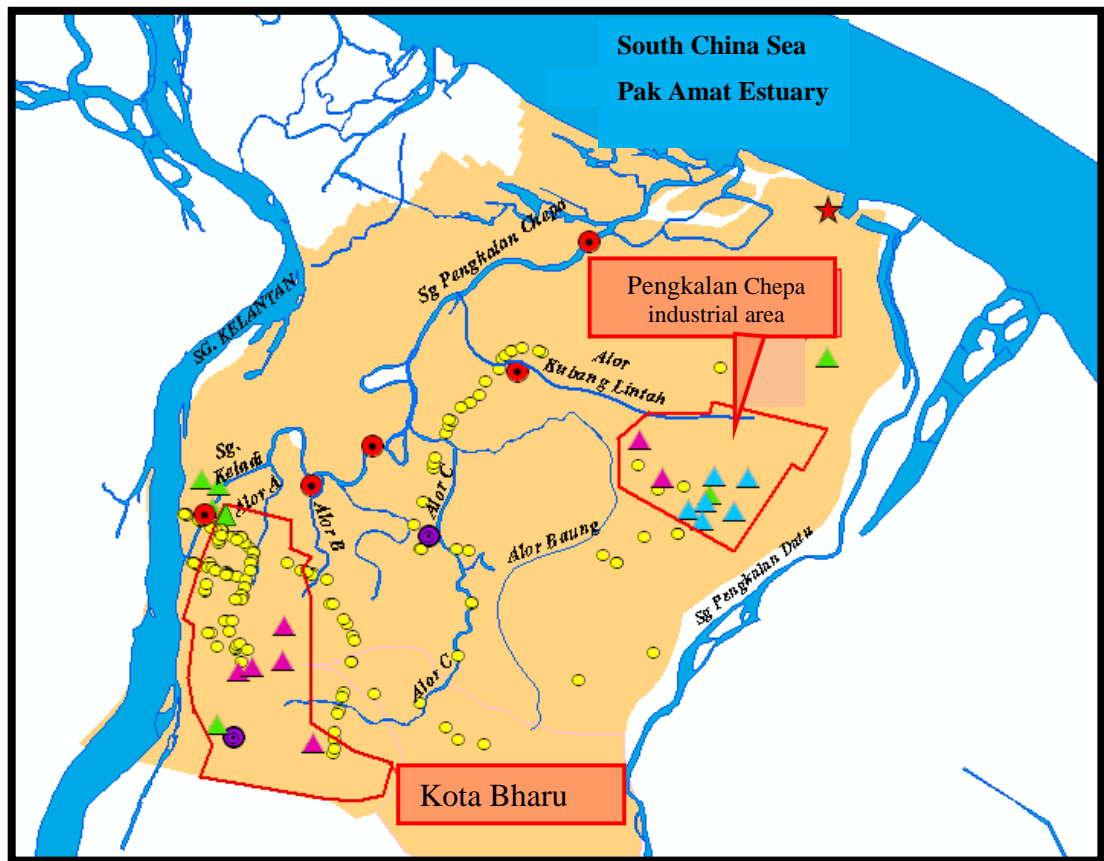 South China Sea
Pak Amat Estuary
Sg Pengkalan Chepa
SG. KELANTAN
Pengkalan Chepa
industrial area
Alor
Kubang Lintah
Sg.
Keladi
Alor A
Alor B
Alor C
Alor Baung
Sg Pengkalan Datu
Alor C
Kota Bharu